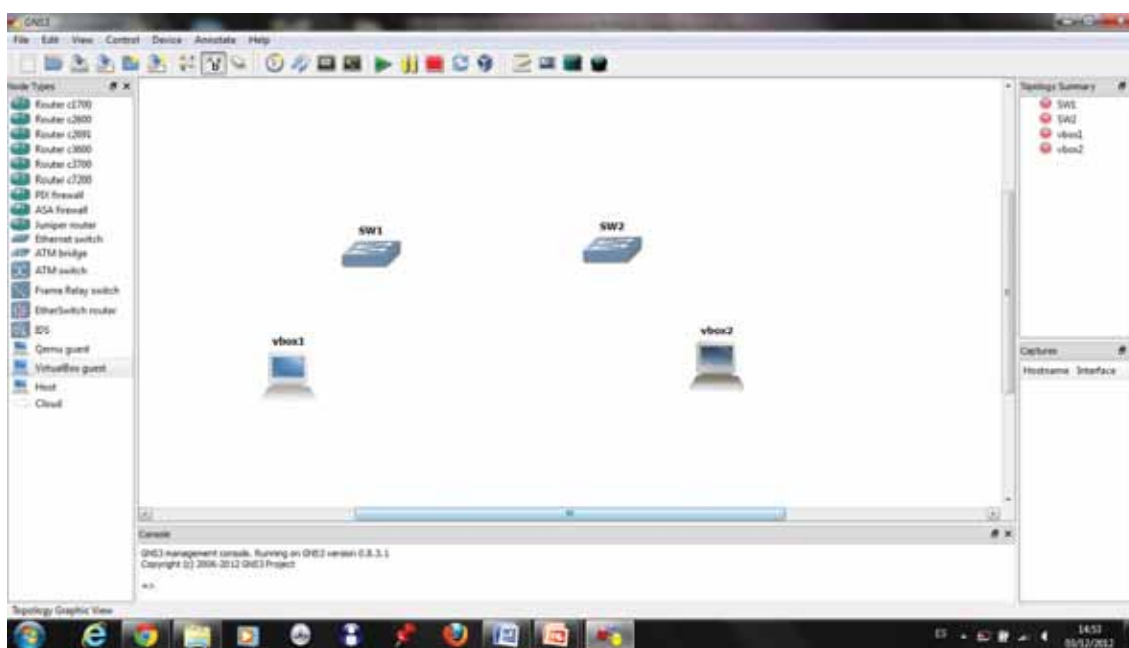 GNS3
File Edit View Control Device Annotate Help
Node Types
Router c1700
Router c2600
Router c2691
Router c3600
Router c3700
Router c7200
PIX firewall
ASA firewall
Juniper router
Ethernet switch
ATM bridge
ATM switch
Frame Relay switch
EtherSwitch router
IDS
Qemu guest
VirtualBox guest
Host
Cloud
SW1
SW2
vbox1
vbox2
Topology Summary
SW1
SW2
vbox1
vbox2
Captures
Hostname Interface
Console
GNS3 management console. Running on GNS3 version 0.8.3.1
Copyright (c) 2006-2012 GNS3 Project
=>
Topology Graphic View
ES
14:53
03/12/2012